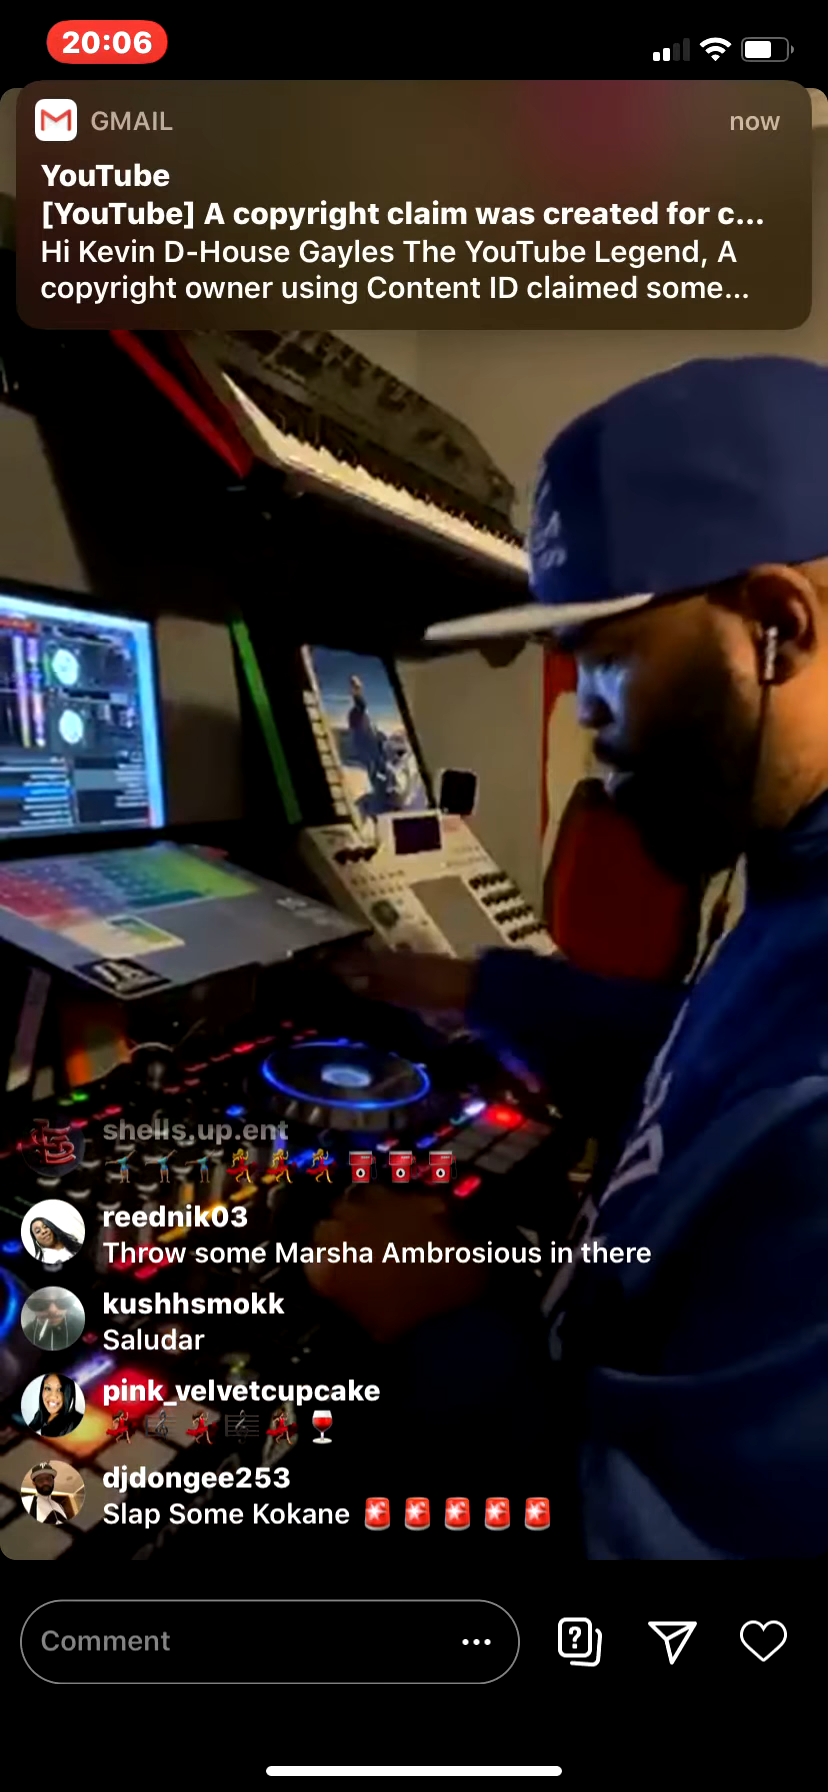 20:06
GMAIL
now
YouTube
[YouTube] A copyright claim was created for c...
Hi Kevin D-House Gayles The YouTube Legend, A
copyright owner using Content ID claimed some...
shells.up.ent
reednik03
Throw some Marsha Ambrosious in there
kushhsmokk
Saludar
pink_velvetcupcake
💃🏎🎼💃🎼💃🍷
djdongee253
Slap Some Kokane 🚨🚨🚨🚨🚨
Comment